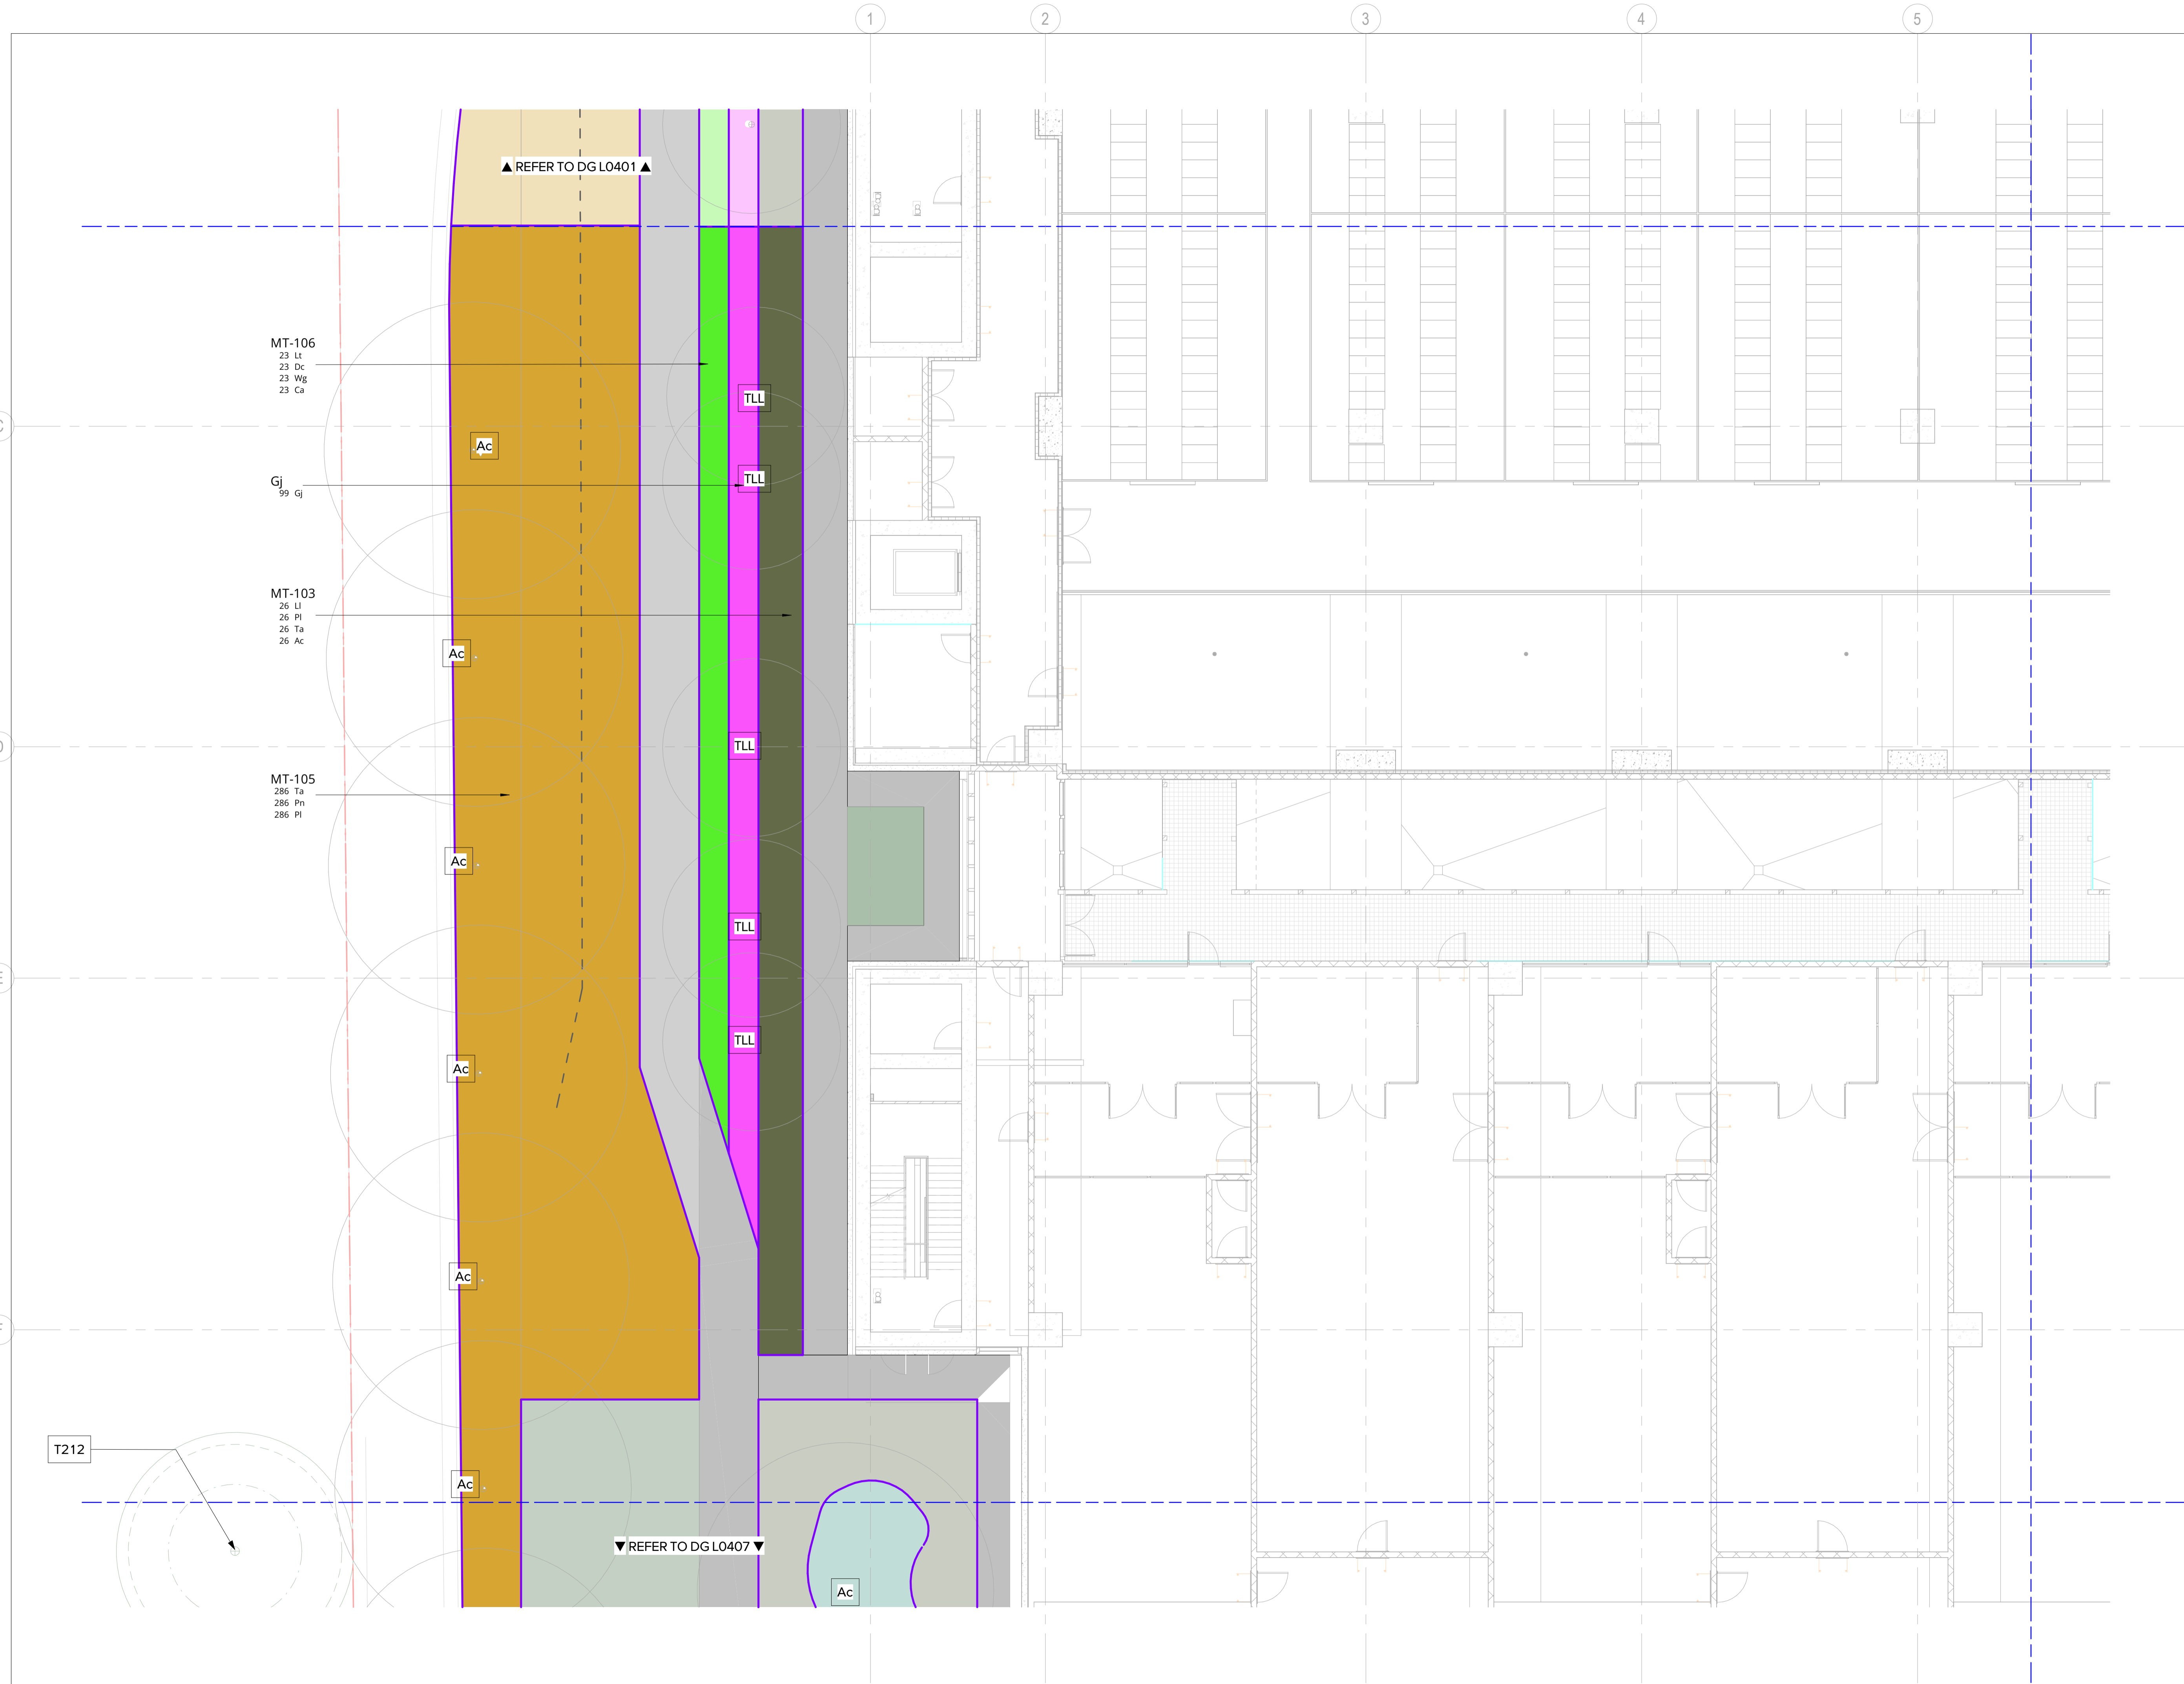 1 2 3 4 5
▲ REFER TO DG L0401 ▲
MT-106
23 Lt
23 Dc
23 Wg
23 Ca
TLL
C
Ac
TLL
Gj
99 Gj
MT-103
26 Ll
26 Pl
26 Ta
26 Ac
Ac
TLL
D
MT-105
286 Ta
286 Pn
286 Pl
Ac
TLL
E
TLL
Ac
Ac
F
T212
Ac
▼ REFER TO DG L0407 ▼
Ac